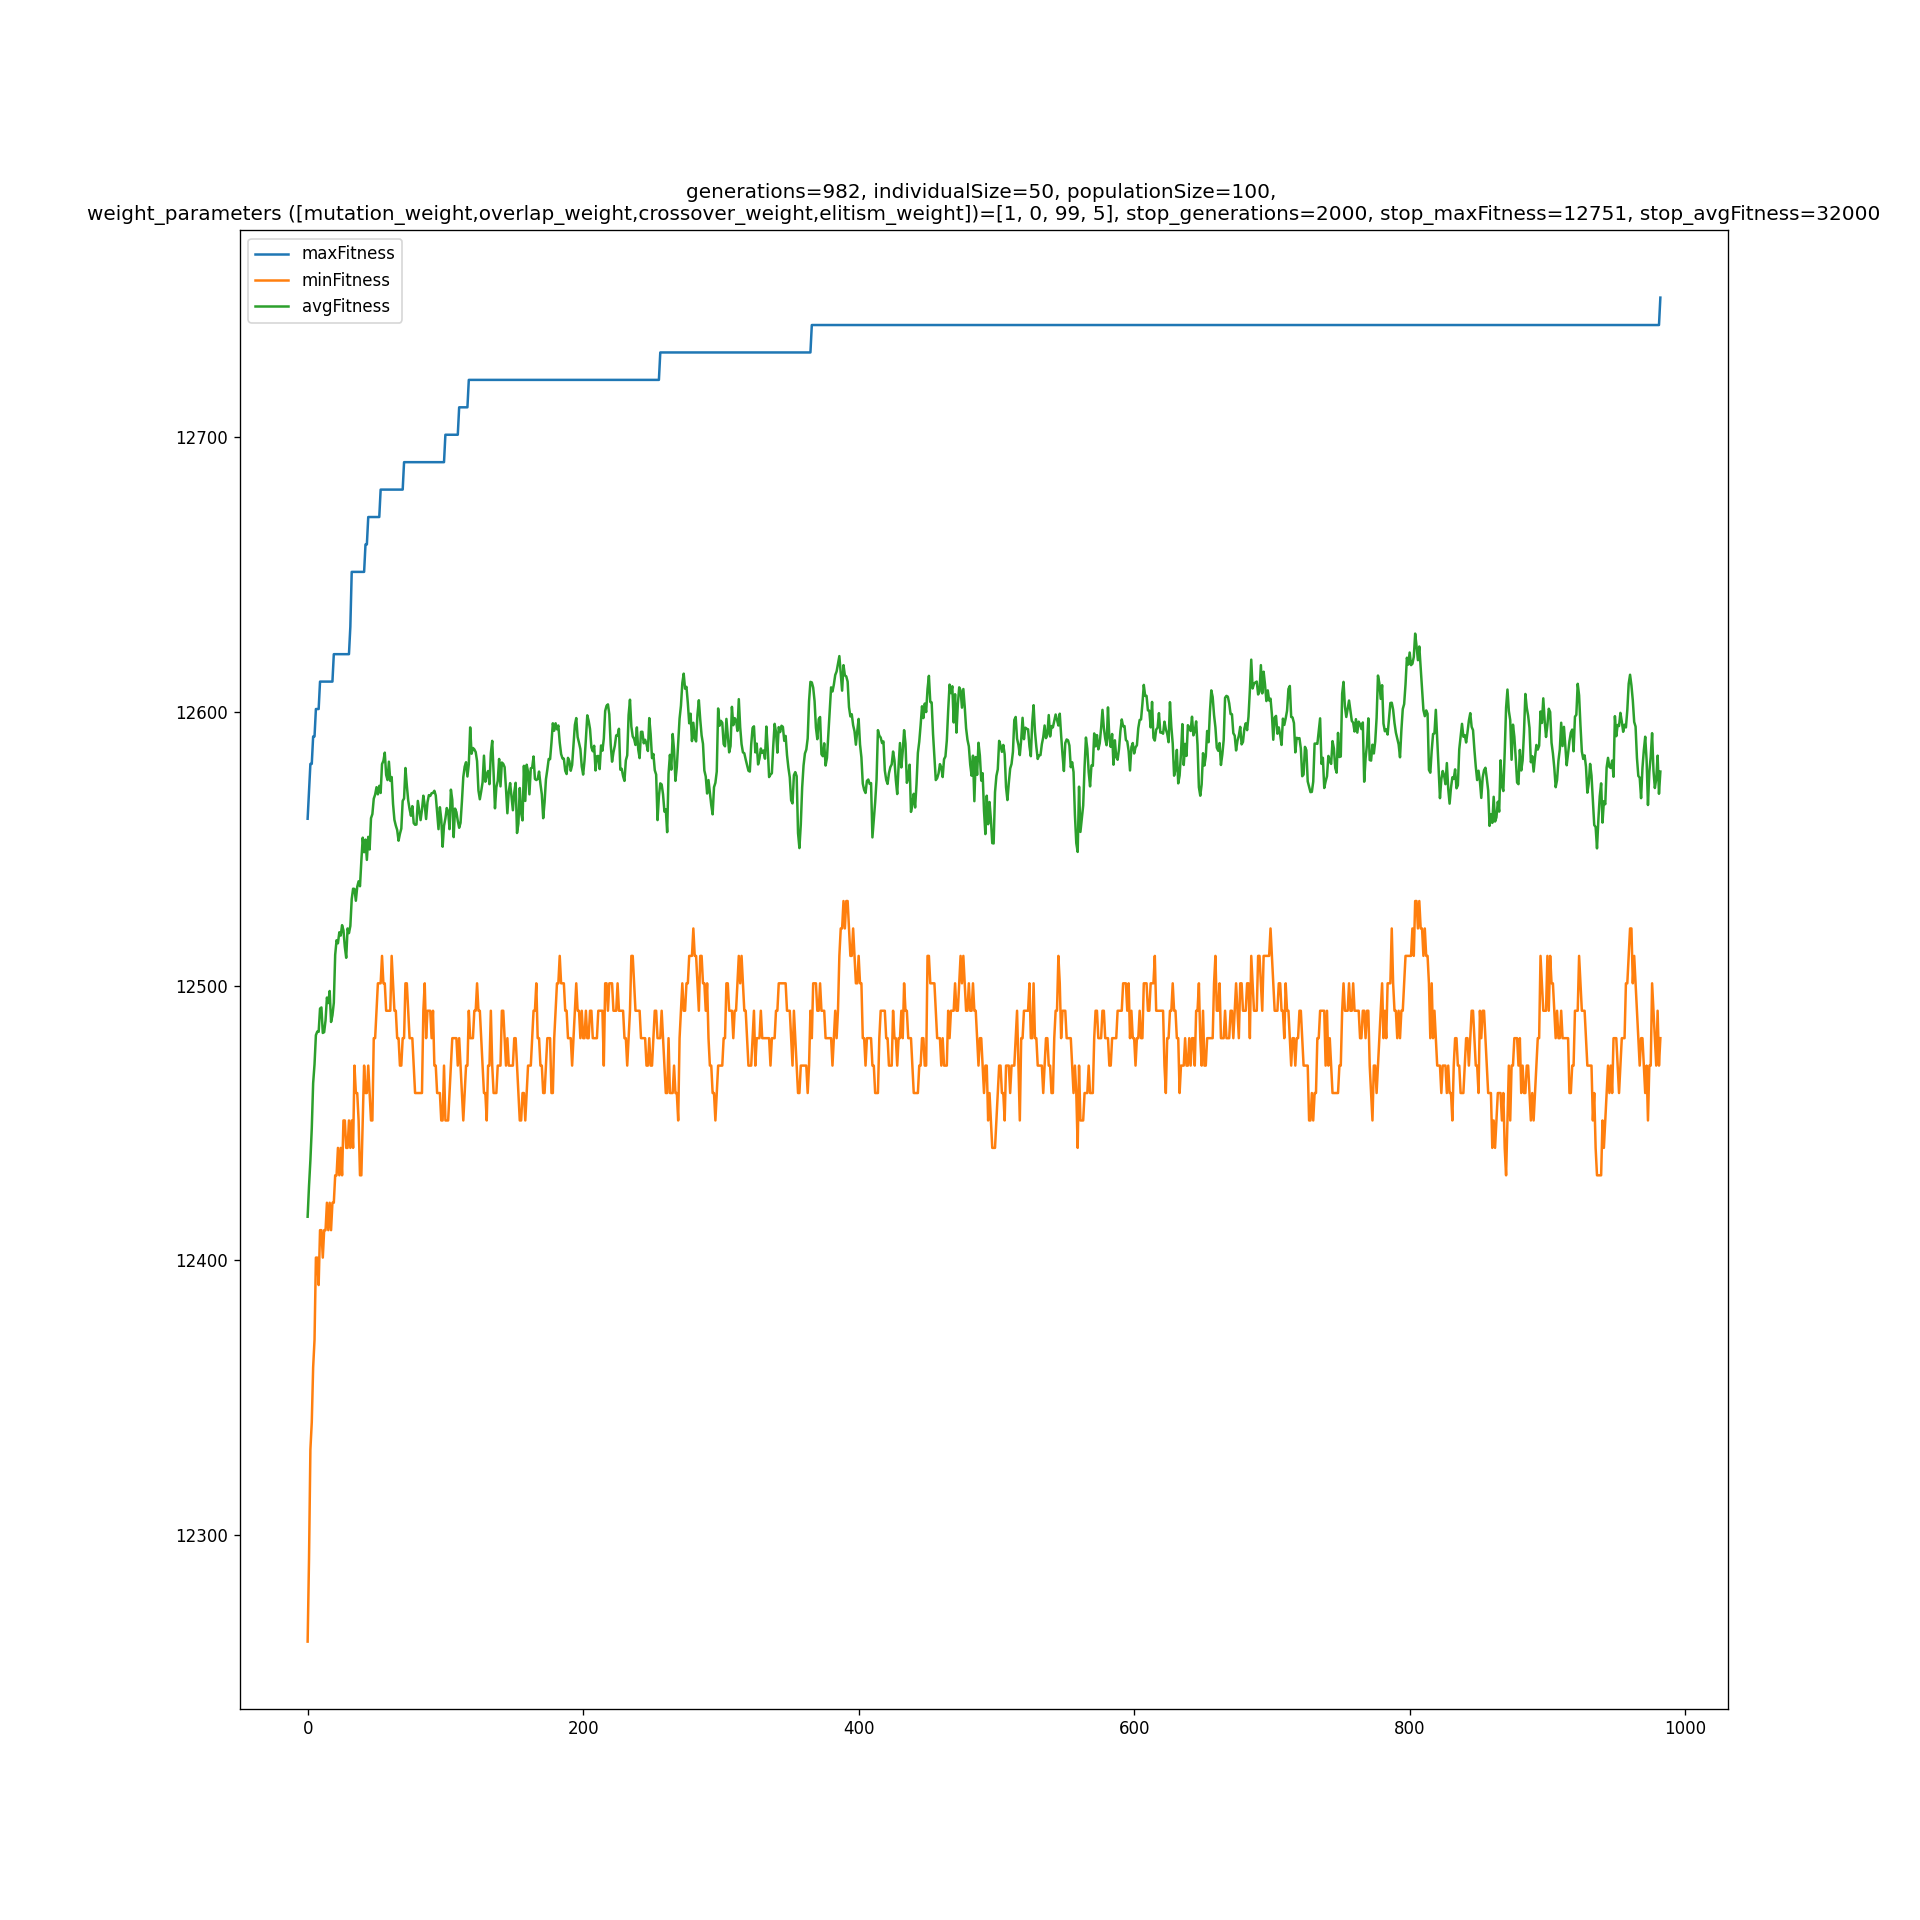 generations=982, individualSize=50, populationSize=100,
weight_parameters ([mutation_weight,overlap_weight,crossover_weight,elitism_weight])=[1, 0, 99, 5], stop_generations=2000, stop_maxFitness=12751, stop_avgFitness=32000
maxFitness
minFitness
avgFitness
12700
12600
12500
12400
12300
0 200 400 600 800 1000